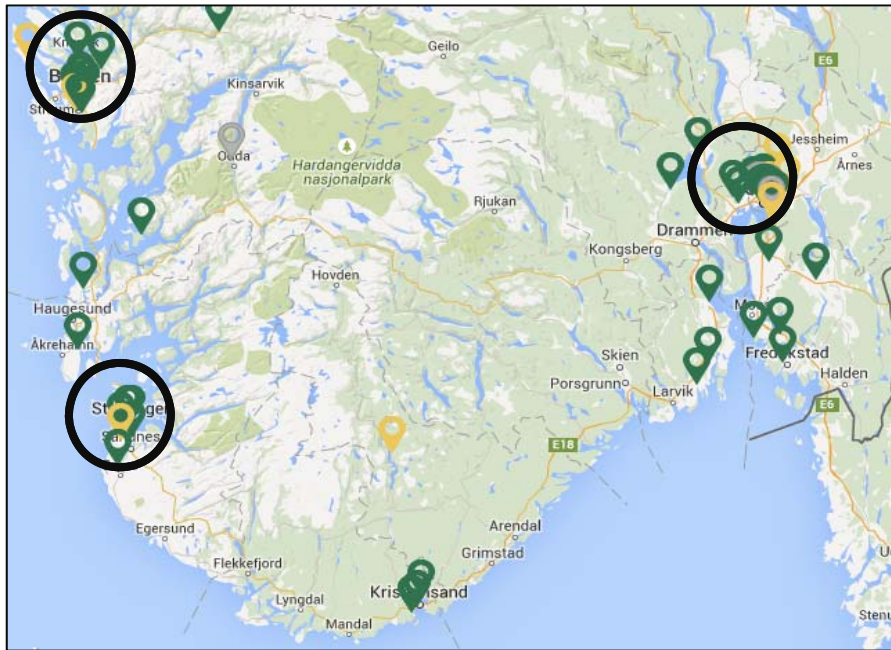 Geilo
E6
Kinsarvik
Jessheim
Årnes
Odda
Hardangervidda
nasjonalpark
Rjukan
Drammen
Kongsberg
Hovden
Haugesund
Åkrehamn
Skien
Porsgrunn
Larvik
Halden
E6
E18
Egersund
Arendal
Grimstad
Flekkefjord
Lyngdal
Mandal